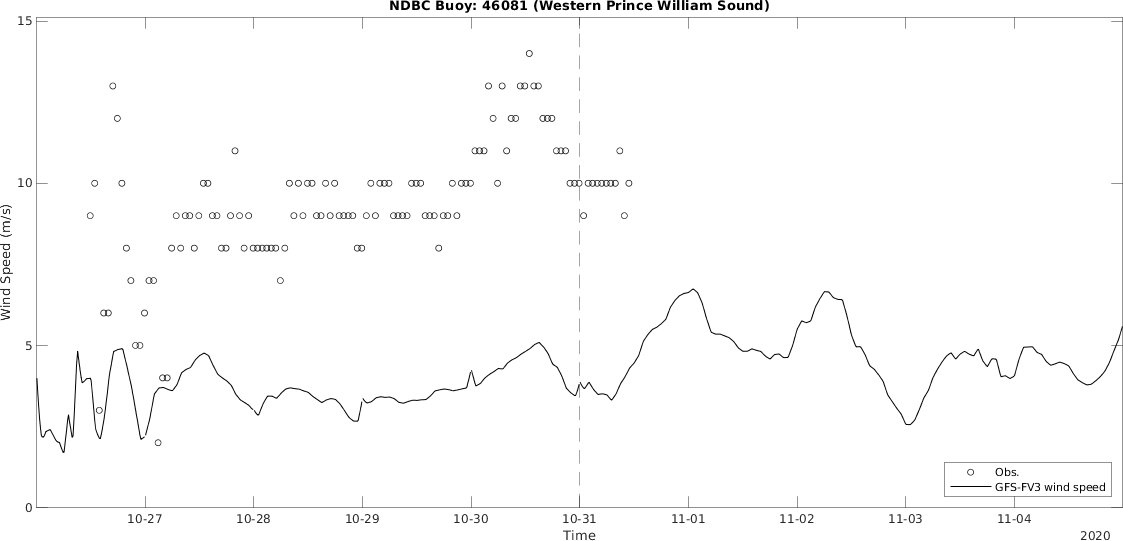 NDBC Buoy: 46081 (Western Prince William Sound)
15
10
5
0
Wind Speed (m/s)
10-27 10-28 10-29 10-30 10-31 11-01 11-02 11-03 11-04
Time
2020
Obs.
GFS-FV3 wind speed